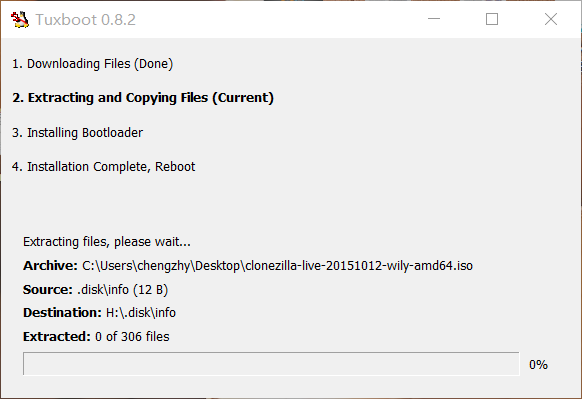 Tuxboot 0.8.2
1. Downloading Files (Done)
2. Extracting and Copying Files (Current)
3. Installing Bootloader
4. Installation Complete, Reboot
Extracting files, please wait...
Archive: C:\Users\chengzhy\Desktop\clonezilla-live-20151012-wily-amd64.iso
Source: .disk\info (12 B)
Destination: H:\.disk\info
Extracted: 0 of 306 files
0%